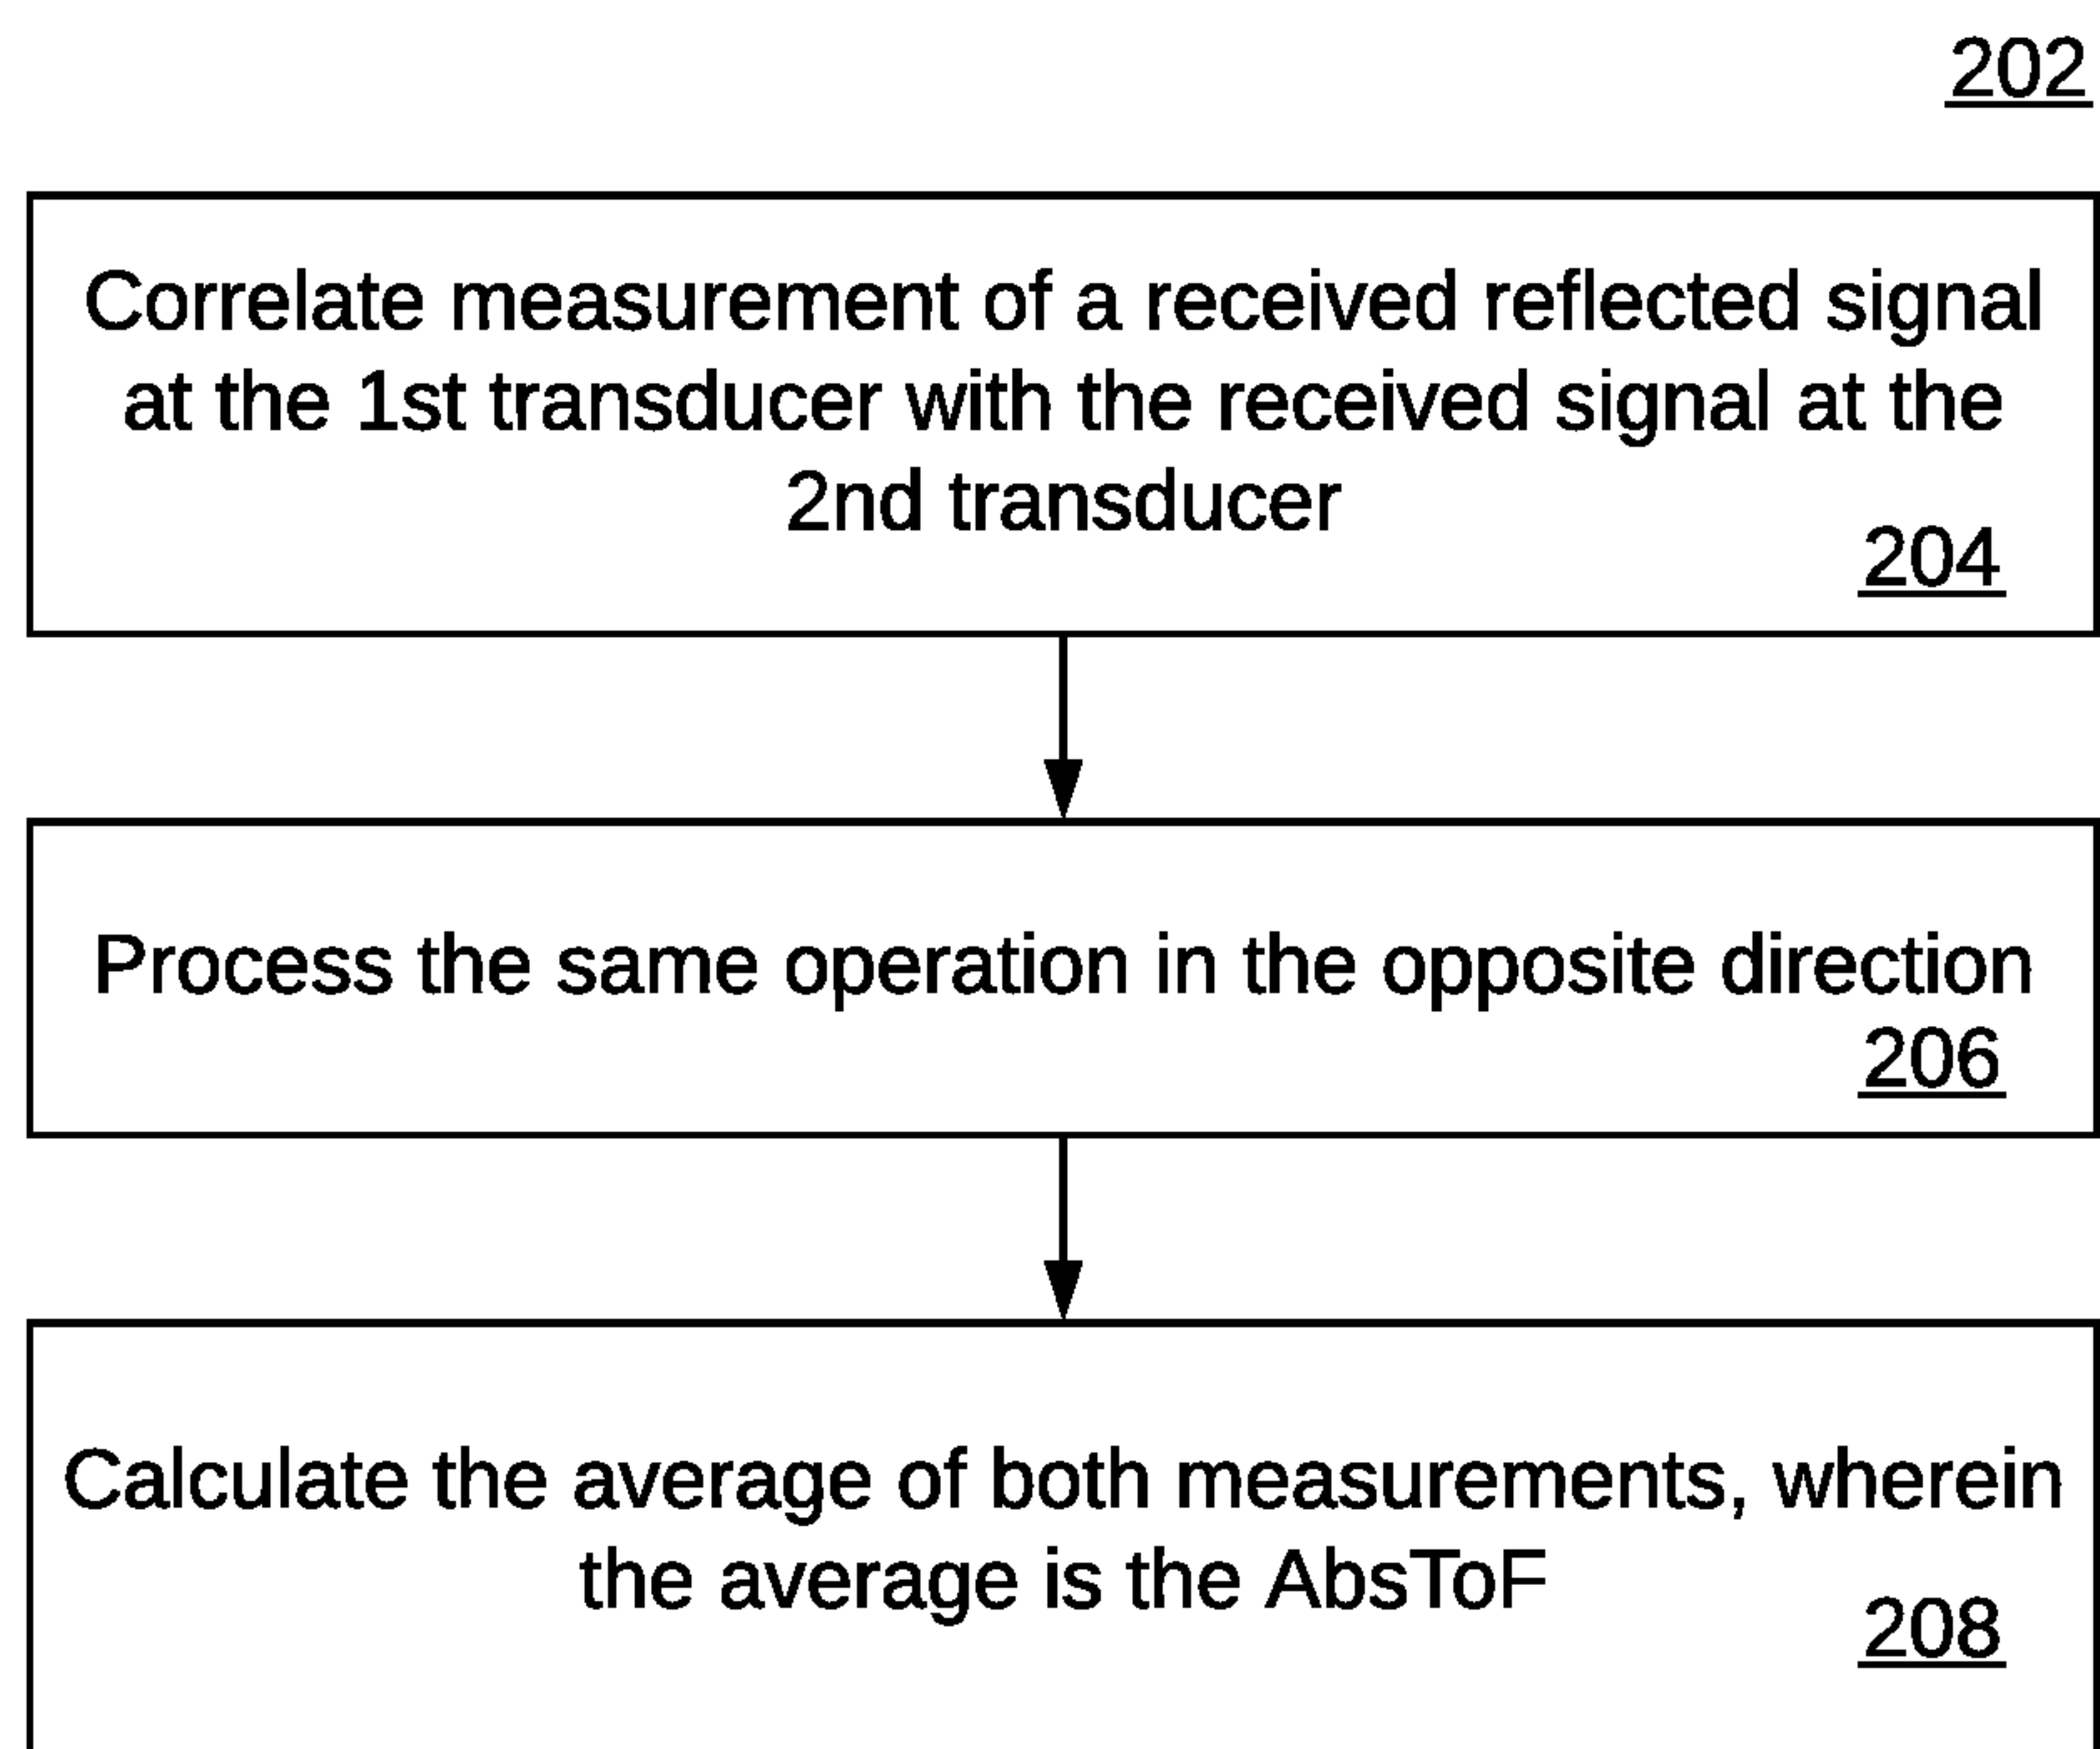 202
Correlate measurement of a received reflected signal
at the 1st transducer with the received signal at the
2nd transducer
204
Process the same operation in the opposite direction
206
Calculate the average of both measurements, wherein
the average is the AbsToF
208